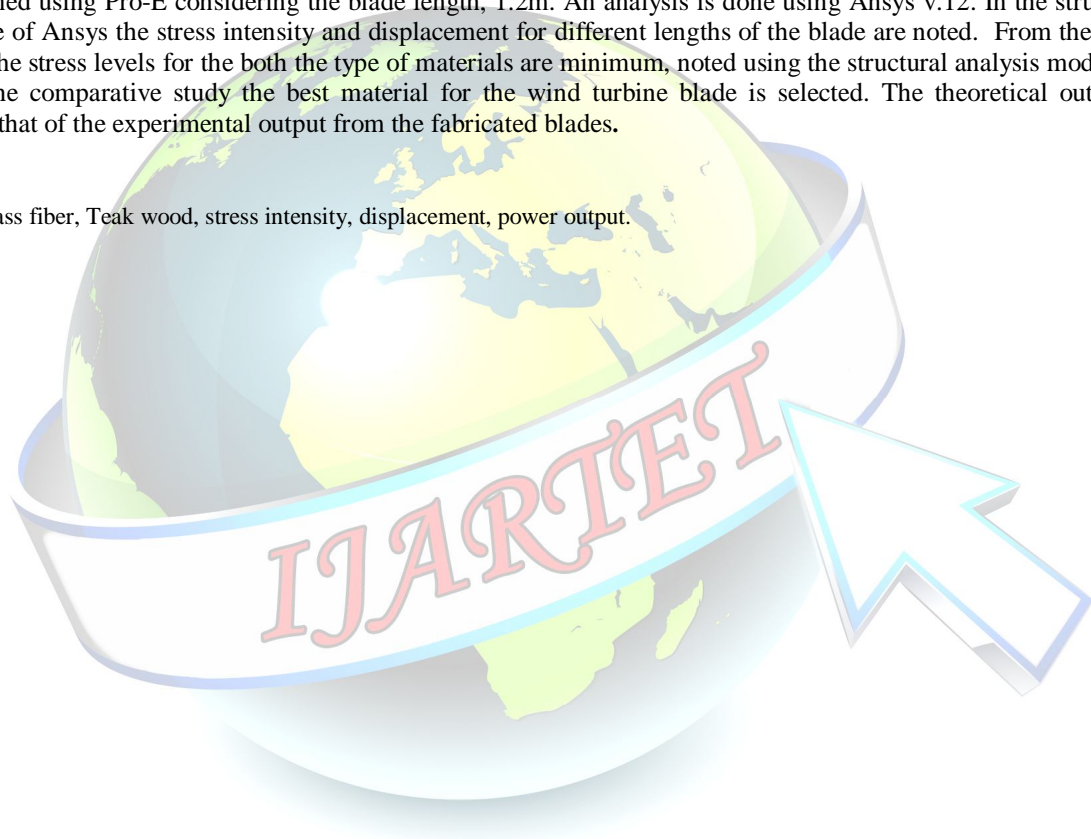 ned using Pro-E considering the blade length, 1.2m. An analysis is done using Ansys v.12. In the stru
e of Ansys the stress intensity and displacement for different lengths of the blade are noted. From the
he stress levels for the both the type of materials are minimum, noted using the structural analysis mod
ne comparative study the best material for the wind turbine blade is selected. The theoretical out
that of the experimental output from the fabricated blades.
ass fiber, Teak wood, stress intensity, displacement, power output.
IJARTET